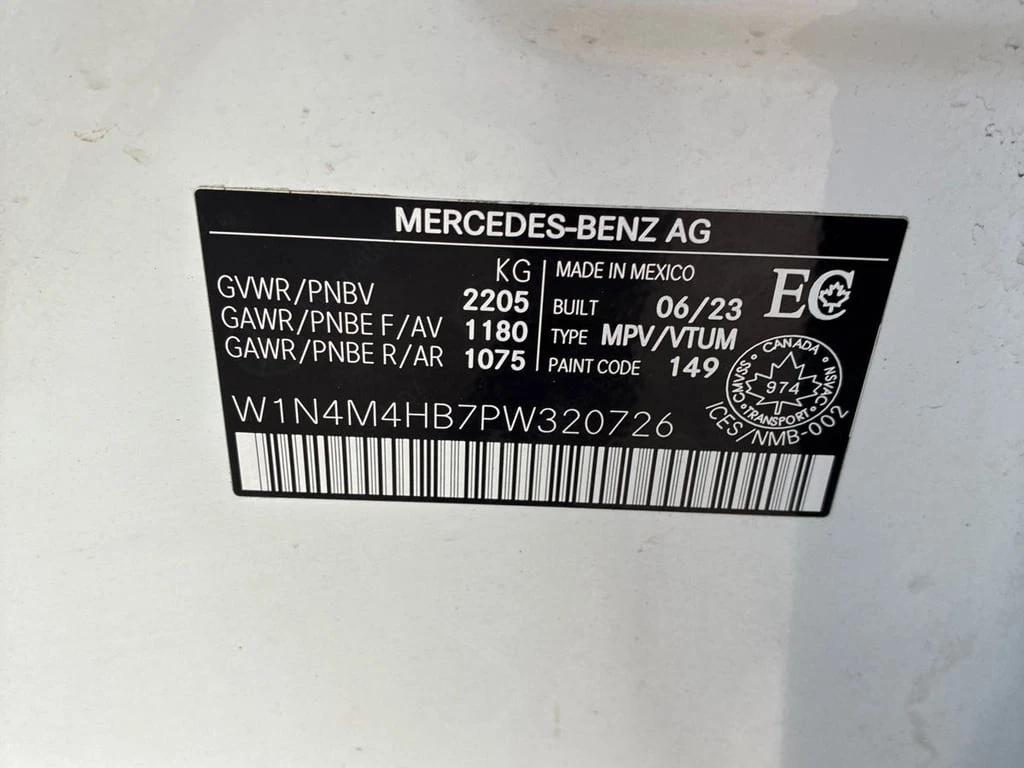 MERCEDES-BENZ AG
KG
GVWR/PNBV 2205
GAWR/PNBE F/AV 1180
GAWR/PNBE R/AR 1075
MADE IN MEXICO
BUILT 06/23
TYPE MPV/VTUM
PAINT CODE 149
EC
CANADA
CMVSS 974 NSVAC
TRANSPORT
ICES/NMB-002
W1N4M4HB7PW320726